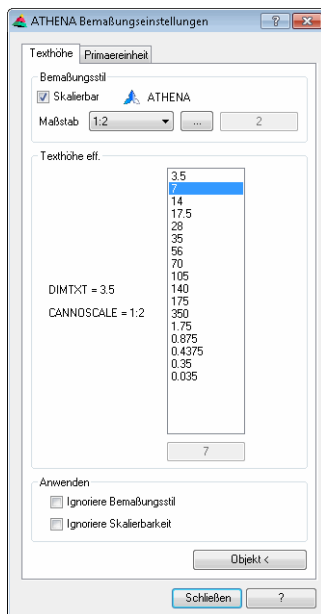 ATHENA Bemaßungseinstellungen ?
Texthöhe Primaereinheit
Bemaßungsstil
Skalierbar ATHENA
Maßstab 1:2 ... 2
Texthöhe eff.
3.5
7
14
17.5
28
35
56
70
105
140
175
350
1.75
0.875
0.4375
0.35
0.035
DIMTXT = 3.5
CANNOSCALE = 1:2
7
Anwenden
Ignoriere Bemaßungsstil
Ignoriere Skalierbarkeit
Objekt <
Schließen ?